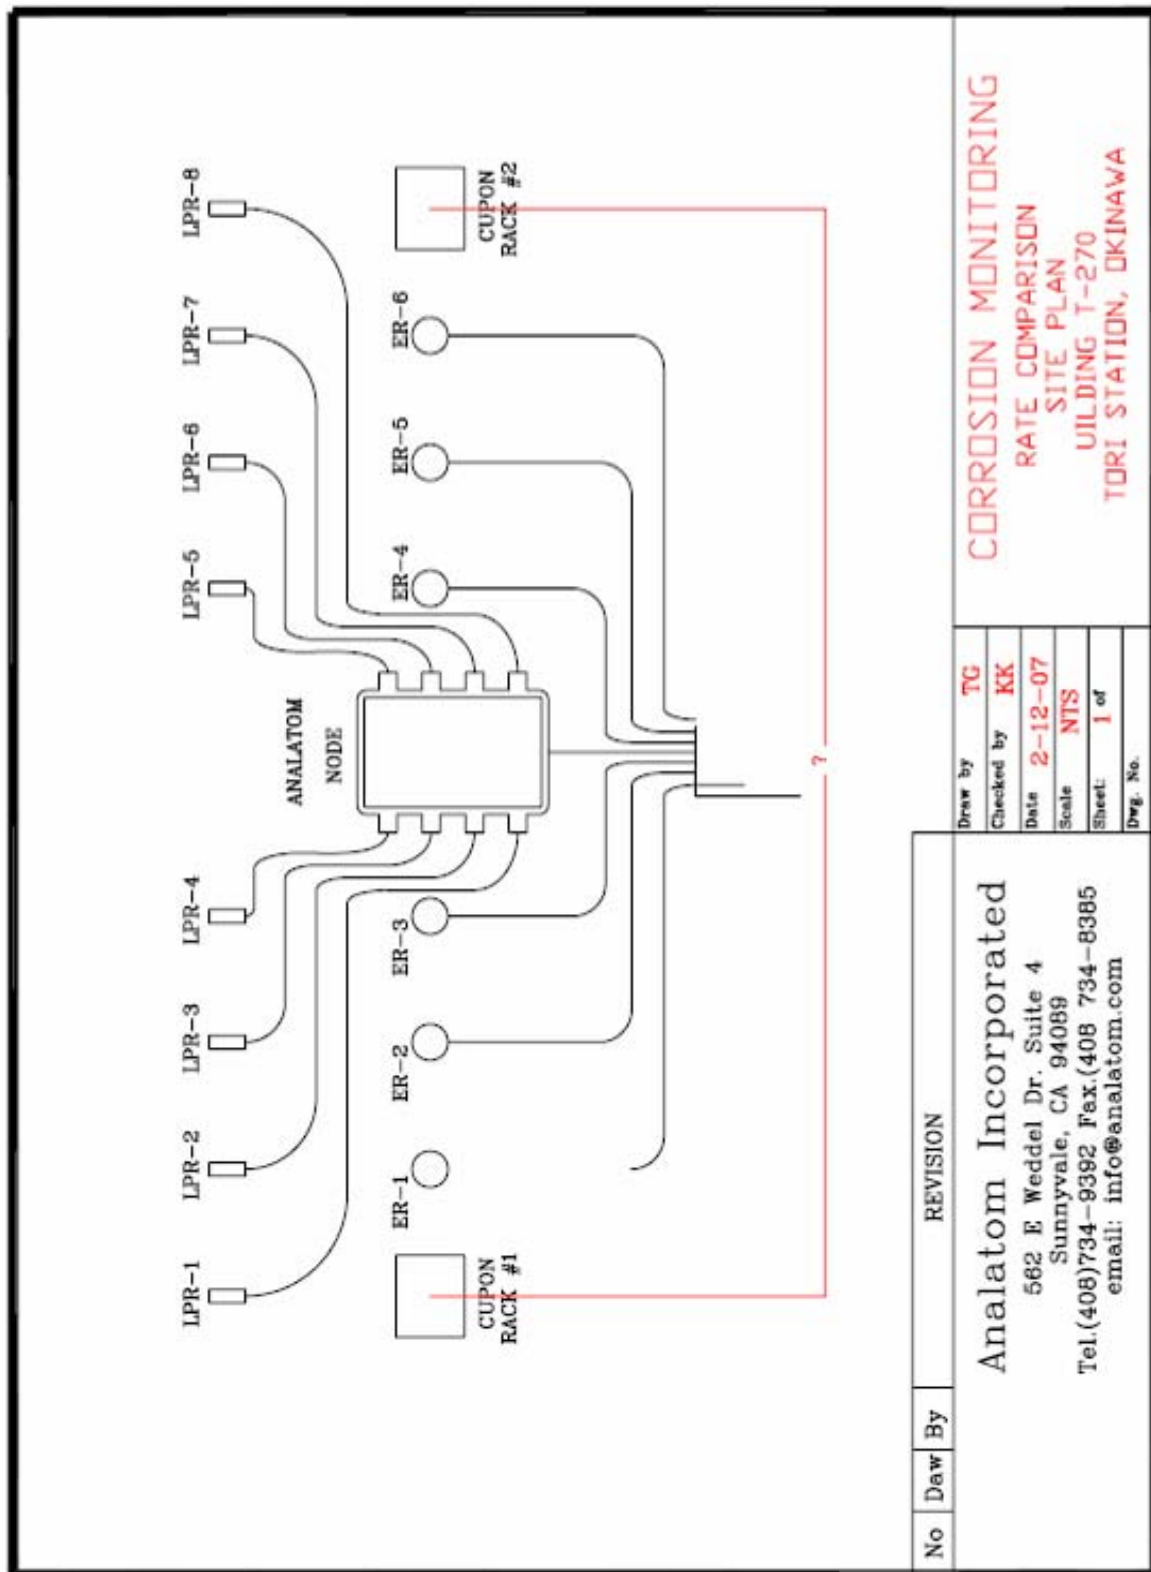 LPR-1
LPR-2
LPR-3
LPR-4
LPR-5
LPR-6
LPR-7
LPR-8
ANALATOM
NODE
CUPON
RACK #1
ER-1
ER-2
ER-3
ER-4
ER-5
ER-6
CUPON
RACK #2
?
No Daw By REVISION
Analatom Incorporated
562 E Weddel Dr. Suite 4
Sunnyvale, CA 94089
Tel.(408)734-9392 Fax.(408 734-8385
email: info@analatom.com
Draw by TG
Checked by KK
Date 2-12-07
Scale NTS
Sheet: 1 of
Dwg. No.
CORROSION MONITORING
RATE COMPARISON
SITE PLAN
UILDING T-270
TORI STATION, OKINAWA